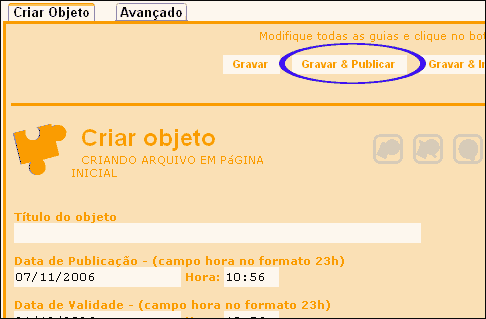 Criar Objeto Avançado
Modifique todas as guias e clique no bot
Gravar Gravar & Publicar Gravar & In
Criar objeto
CRIANDO ARQUIVO EM PáGINA
INICIAL
Título do objeto
Data de Publicação - (campo hora no formato 23h)
07/11/2006 Hora: 10:56
Data de Validade - (campo hora no formato 23h)